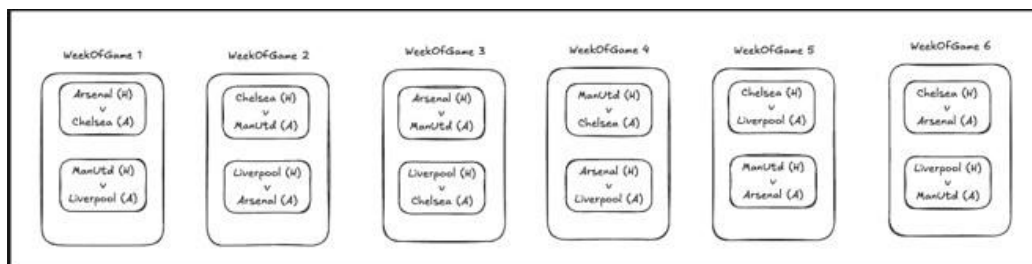 WeekOfGame 1
Arsenal (H)
v
Chelsea (A)
ManUtd (H)
v
Liverpool (A)
WeekOfGame 2
Chelsea (H)
v
ManUtd (A)
Liverpool (H)
v
Arsenal (A)
WeekOfGame 3
Arsenal (H)
v
ManUtd (A)
Liverpool (H)
v
Chelsea (A)
WeekOfGame 4
ManUtd (H)
v
Chelsea (A)
Arsenal (H)
v
Liverpool (A)
WeekOfGame 5
Chelsea (H)
v
Liverpool (A)
ManUtd (H)
v
Arsenal (A)
WeekOfGame 6
Chelsea (H)
v
Arsenal (A)
Liverpool (H)
v
ManUtd (A)